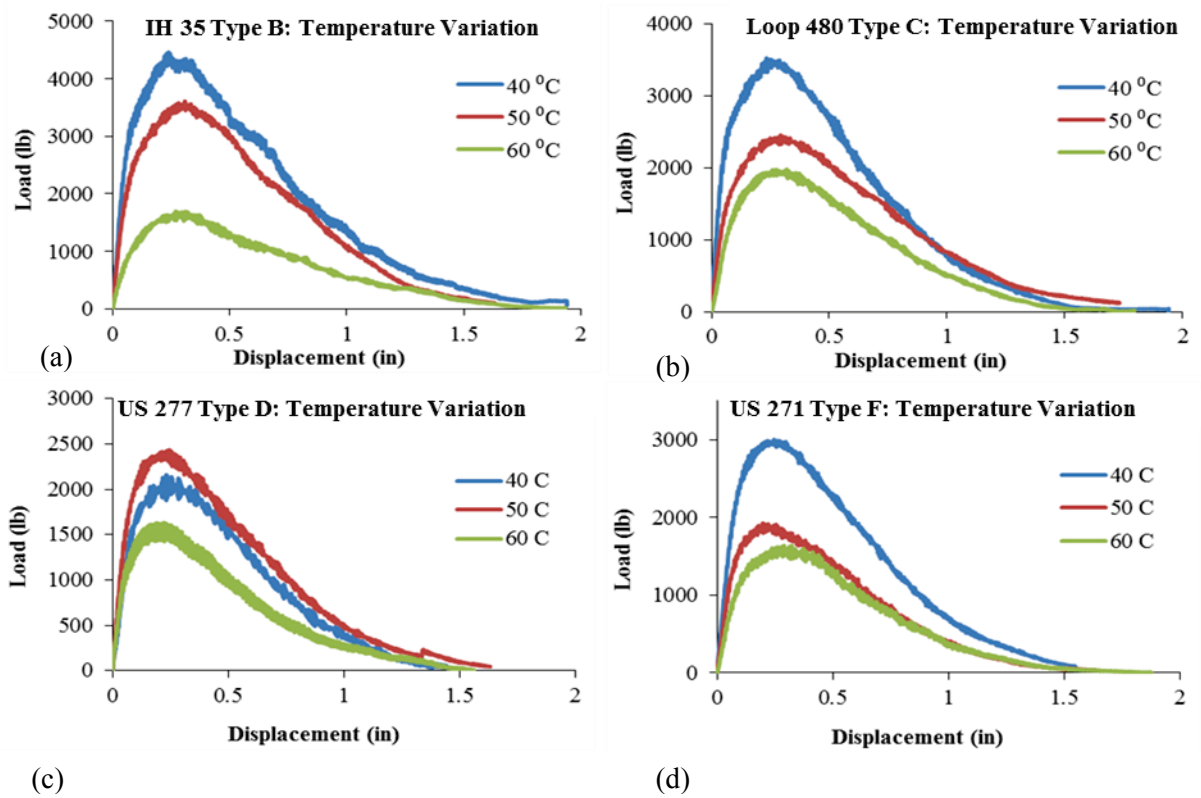 IH 35 Type B: Temperature Variation
5000
4000
3000
2000
1000
0
Load (lb)
40 ⁰C
50 ⁰C
60 ⁰C
0
0.5
1
1.5
2
Displacement (in)
(a)
Loop 480 Type C: Temperature Variation
4000
3000
2000
1000
0
Load (lb)
40 ⁰C
50 ⁰C
60 ⁰C
0
0.5
1
1.5
2
Displacement (in)
(b)
US 277 Type D: Temperature Variation
3000
2500
2000
1500
1000
500
0
Load (lb)
40 C
50 C
60 C
0
0.5
1
1.5
2
Displacement (in)
(c)
US 271 Type F: Temperature Variation
3000
2000
1000
0
Load (lb)
40 C
50 C
60 C
0
0.5
1
1.5
2
Displacement (in)
(d)